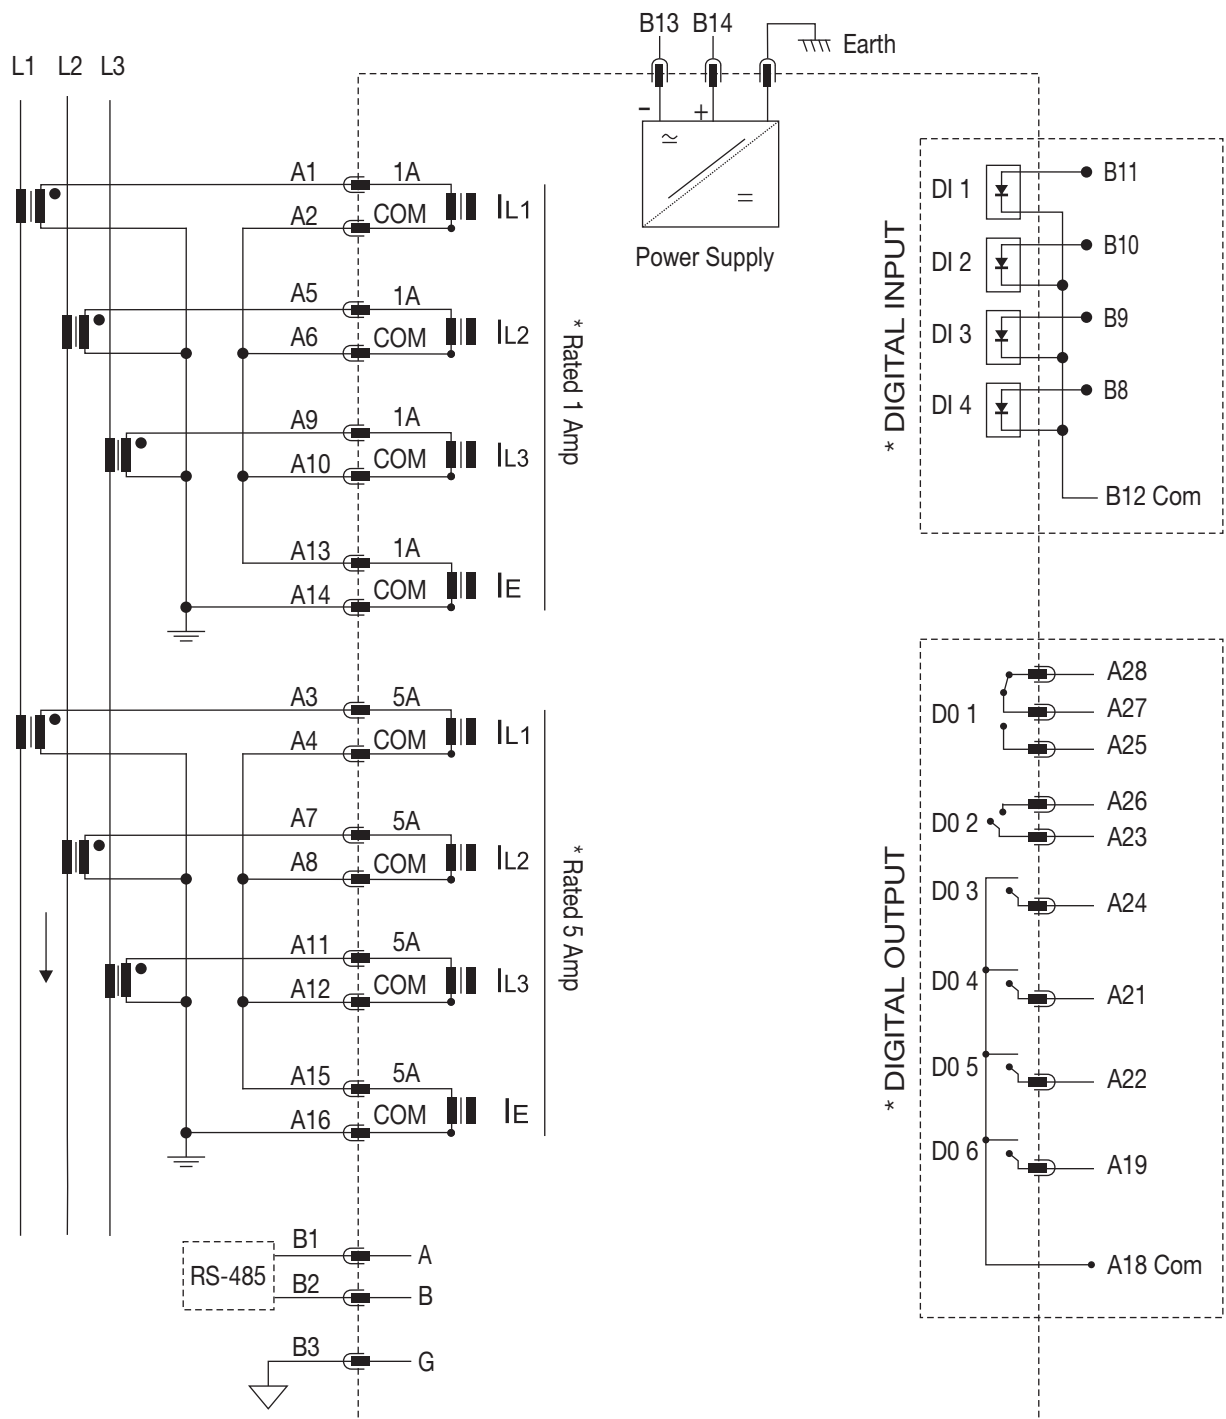 B13 B14
Earth
L1 L2 L3
-
+
Power Supply
A1 1A
A2 COM
IL1
A5 1A
A6 COM
IL2
A9 1A
A10 COM
IL3
A13 1A
A14 COM
IE
* Rated 1 Amp
A3 5A
A4 COM
IL1
A7 5A
A8 COM
IL2
A11 5A
A12 COM
IL3
A15 5A
A16 COM
IE
* Rated 5 Amp
RS-485
B1 A
B2 B
B3 G
* DIGITAL INPUT
DI 1 B11
DI 2 B10
DI 3 B9
DI 4 B8
B12 Com
* DIGITAL OUTPUT
D0 1
A28
A27
A25
D0 2
A26
A23
D0 3 A24
D0 4 A21
D0 5 A22
D0 6 A19
A18 Com